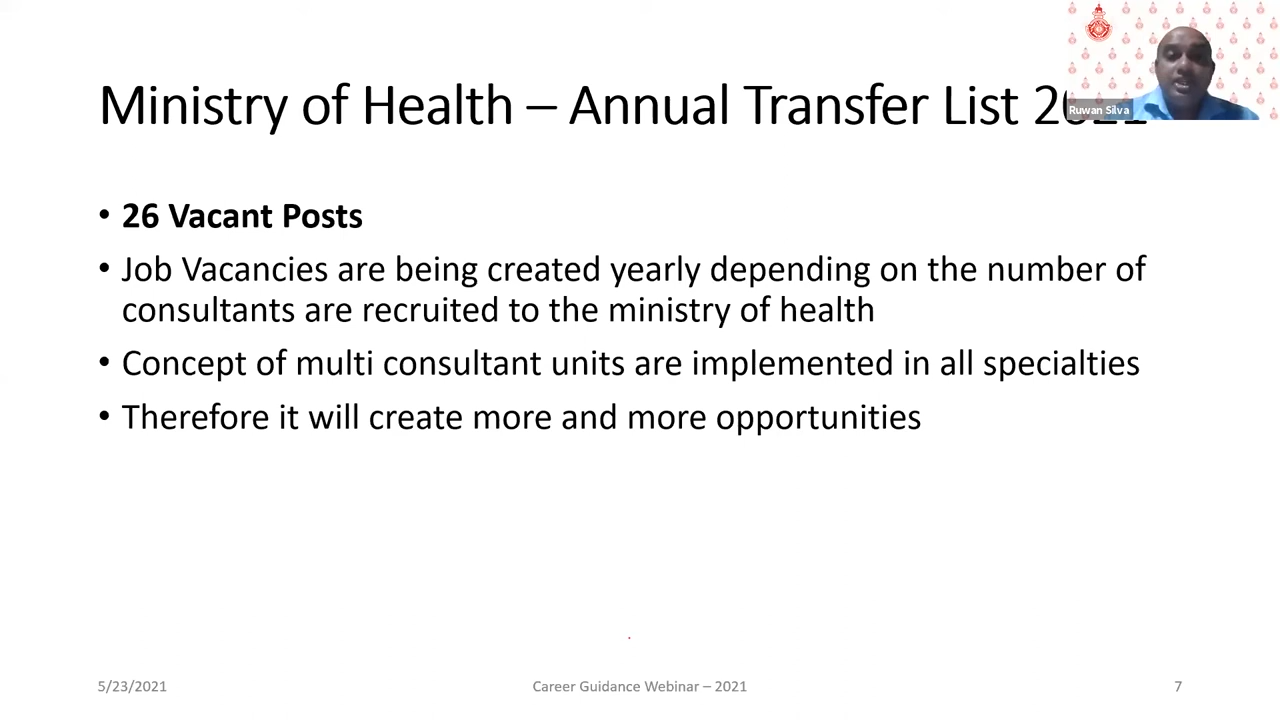 Ministry of Health – Annual Transfer List 2021
Ruwan Silva
• 26 Vacant Posts
• Job Vacancies are being created yearly depending on the number of
consultants are recruited to the ministry of health
• Concept of multi consultant units are implemented in all specialties
• Therefore it will create more and more opportunities
5/23/2021
Career Guidance Webinar – 2021
7